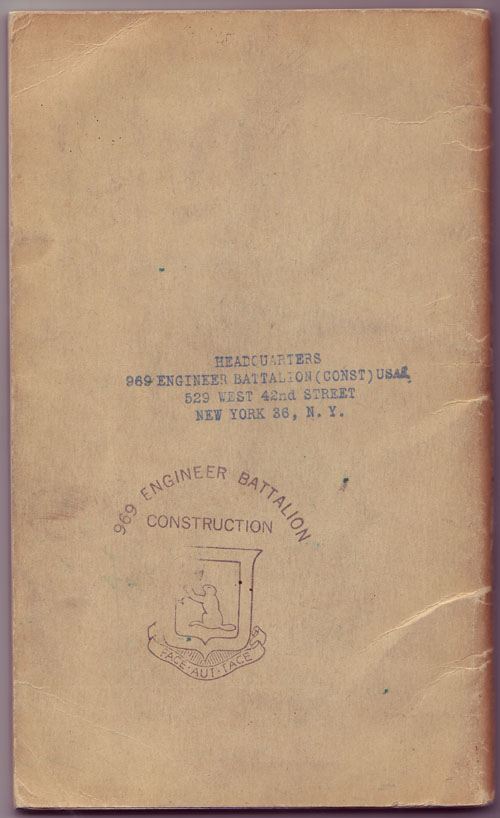 HEADQUARTERS
969 ENGINEER BATTALION (CONST) USAR
529 WEST 42nd STREET
NEW YORK 36, N. Y.
969 ENGINEER BATTALION
CONSTRUCTION
FACE·AUT·TACE